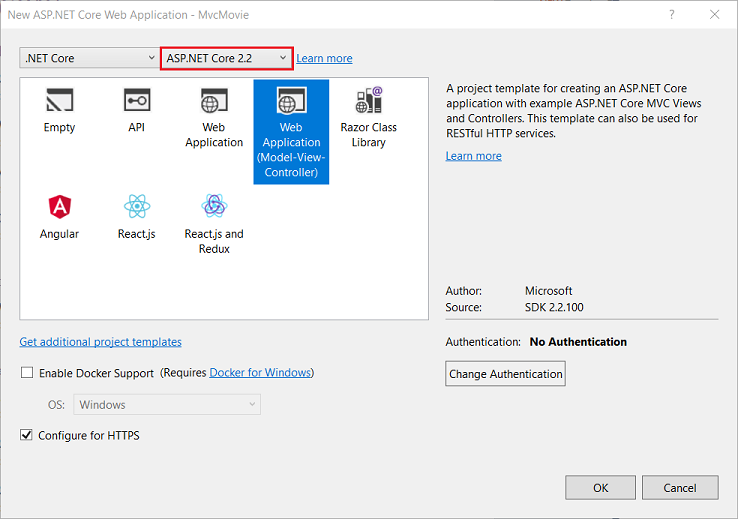 New ASP.NET Core Web Application - MvcMovie
.NET Core
ASP.NET Core 2.2
Learn more
Empty
API
Web
Application
Web
Application
(Model-View-
Controller)
Razor Class
Library
Angular
React.js
React.js and
Redux
A project template for creating an ASP.NET Core
application with example ASP.NET Core MVC Views
and Controllers. This template can also be used for
RESTful HTTP services.
Learn more
Author: Microsoft
Source: SDK 2.2.100
Get additional project templates
Authentication: No Authentication
Enable Docker Support (Requires Docker for Windows)
Change Authentication
OS: Windows
Configure for HTTPS
OK
Cancel